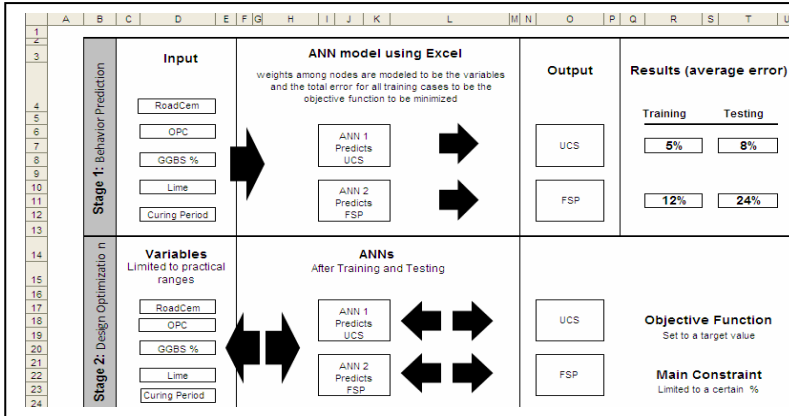 A B C D E F G H I J K L M N O P Q R S T U
1
2
3
4
5
6
7
8
9
10
11
12
13
14
15
16
17
18
19
20
21
22
23
24
Stage 1: Behavior Prediction
Input
RoadCem
OPC
GGBS %
Lime
Curing Period
ANN model using Excel
weights among nodes are modeled to be the variables
and the total error for all training cases to be the
objective function to be minimized
ANN 1
Predicts
UCS
ANN 2
Predicts
FSP
Output
UCS
FSP
Results (average error)
Training Testing
5% 8%
12% 24%
Stage 2: Design Optimizatio n
Variables
Limited to practical
ranges
RoadCem
OPC
GGBS %
Lime
Curing Period
ANNs
After Training and Testing
ANN 1
Predicts
UCS
ANN 2
Predicts
FSP
UCS
FSP
Objective Function
Set to a target value
Main Constraint
Limited to a certain %